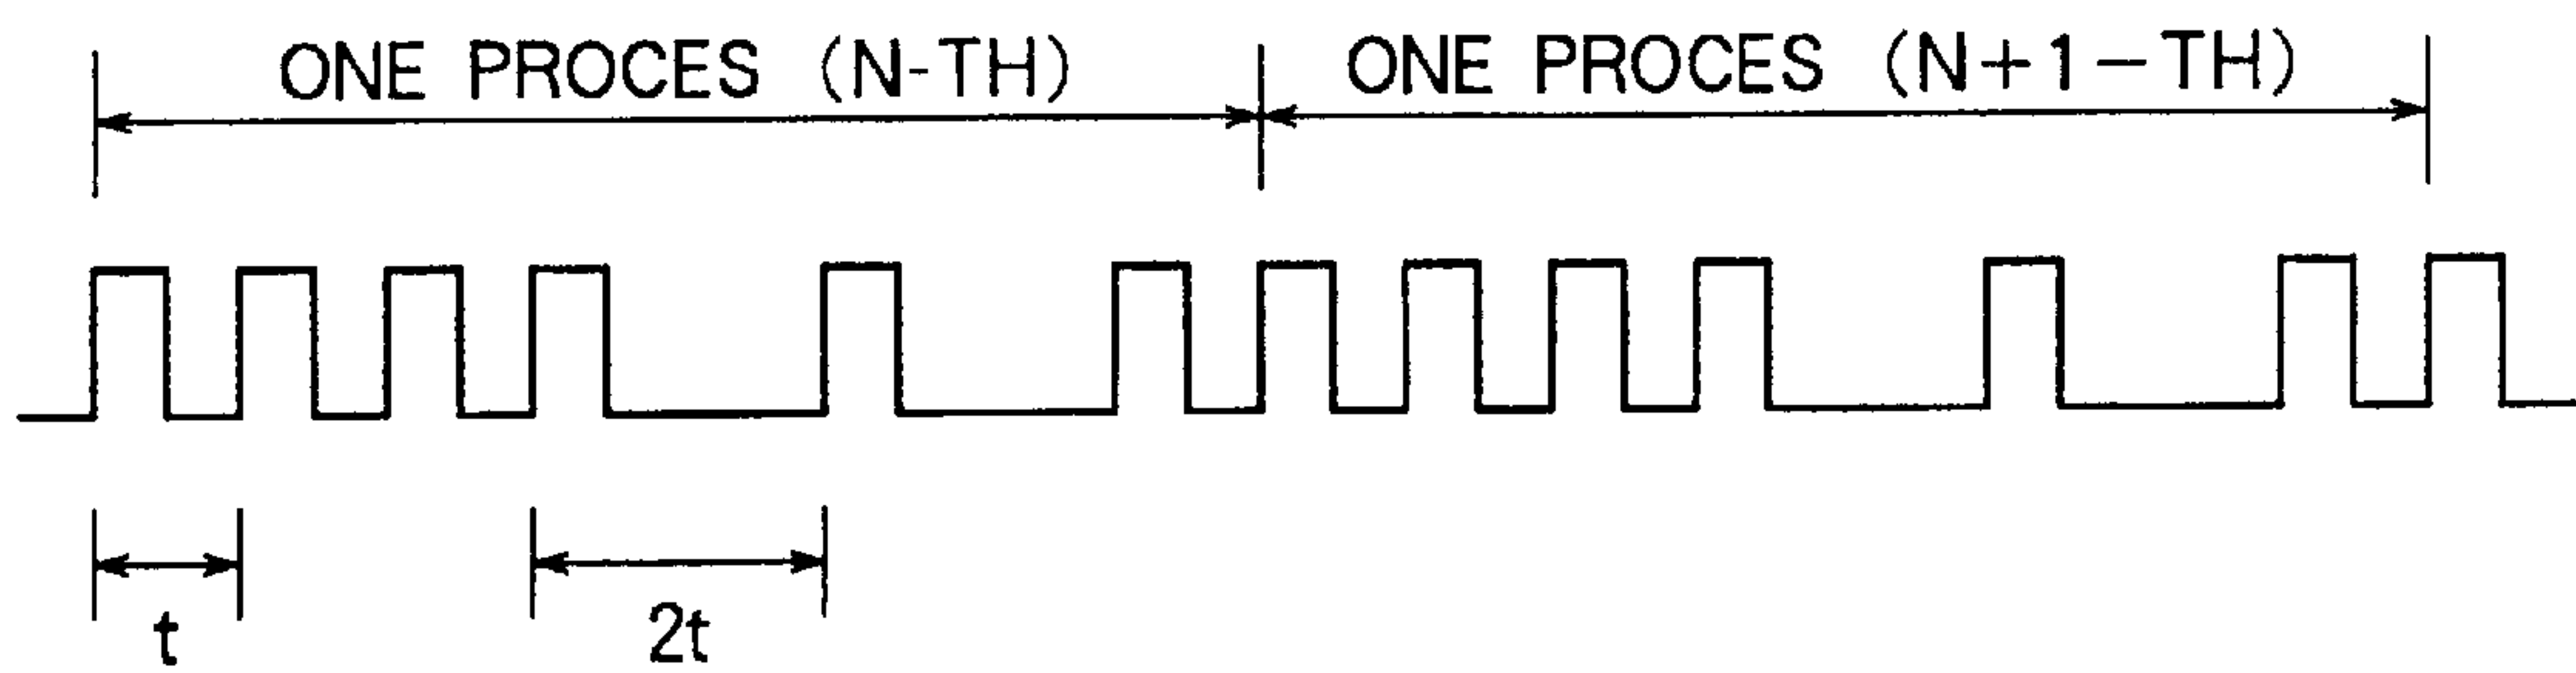 ONE PROCES (N-TH) ONE PROCES (N+1-TH)
t 2t